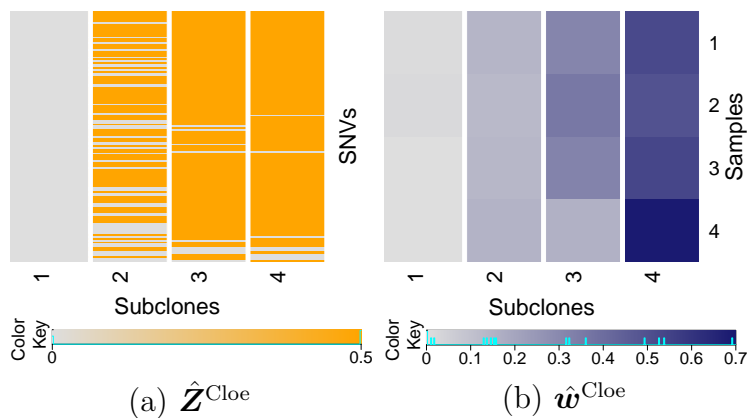 SNVs
1 2 3 4
Subclones
Color Key
0 0.5
(a) Ẑ^Cloe
1
2
3
4
Samples
1 2 3 4
Subclones
Color Key
0 0.1 0.2 0.3 0.4 0.5 0.6 0.7
(b) ŵ^Cloe